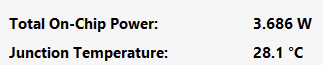 Total On-Chip Power: 3.686 W
Junction Temperature: 28.1 °C